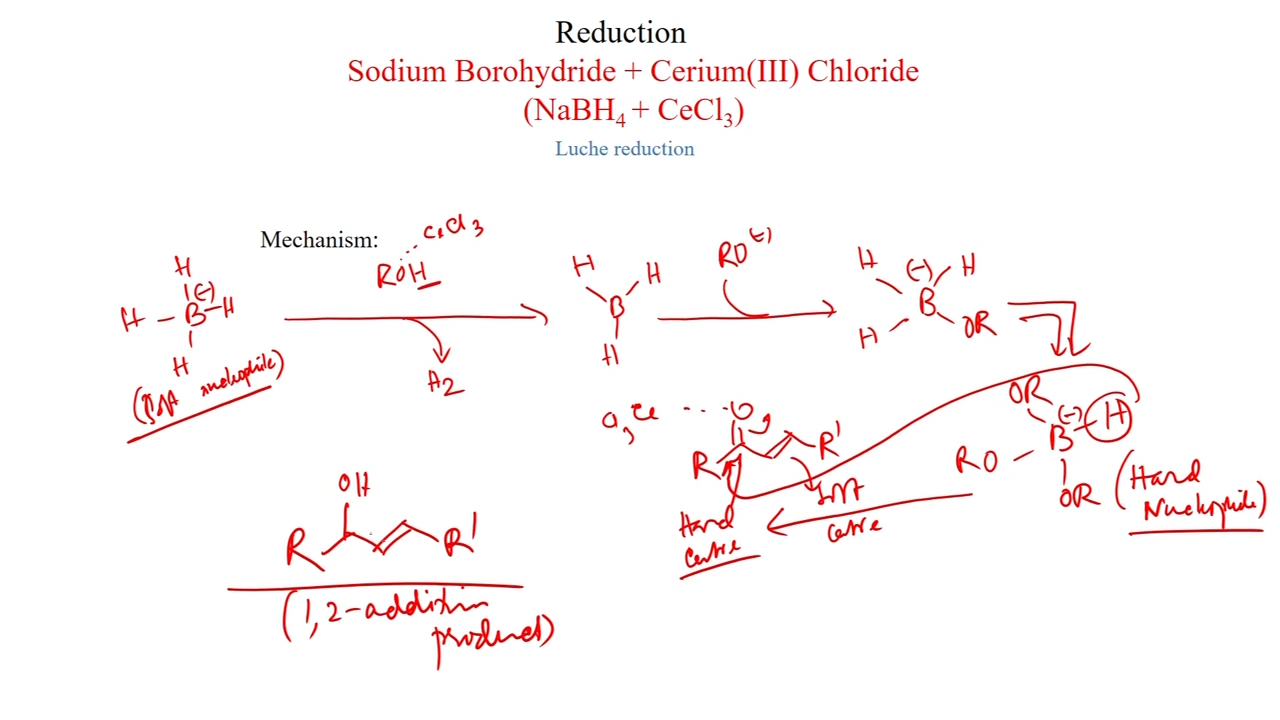 Reduction
Sodium Borohydride + Cerium(III) Chloride
(NaBH₄ + CeCl₃)
Luche reduction
Mechanism:
CeCl₃
ROH
H
(-)
H B H
H
H₂
H H
B
H
RO(-)
H (-) H
B
H OR
OR
(-)
RO B H
OR
(Hard
Nucleophile)
Cl₃Ce O
R R'
Hard
Centre
Centre
OH
R R'
(1,2-addition
product)